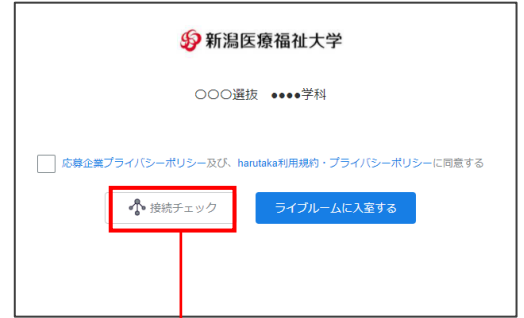 新潟医療福祉大学
〇〇〇選抜　●●●●学科
応募企業プライバシーポリシー及び、harutaka利用規約・プライバシーポリシーに同意する
接続チェック
ライブルームに入室する